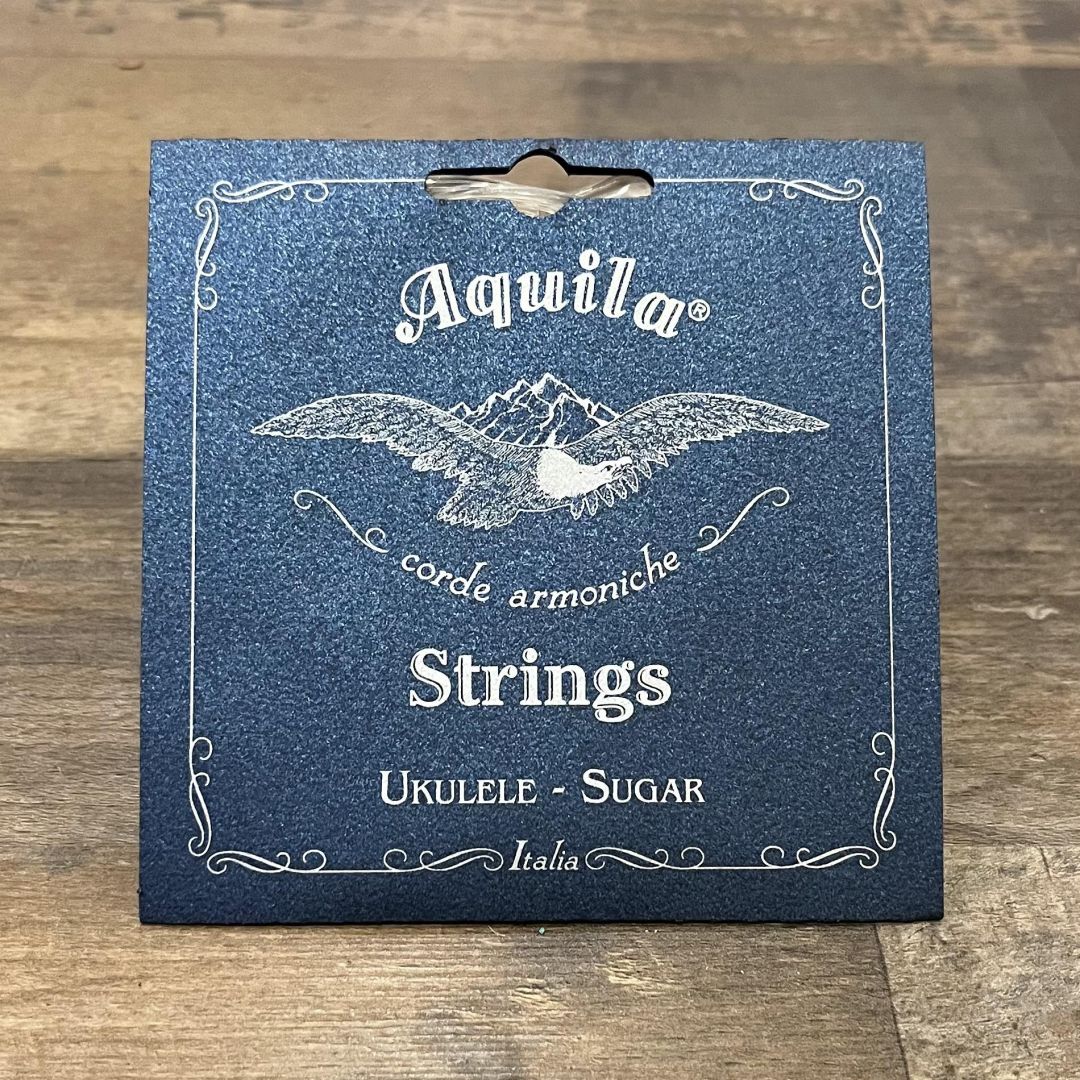 Aquila®
corde armoniche
Strings
UKULELE - SUGAR
Italia